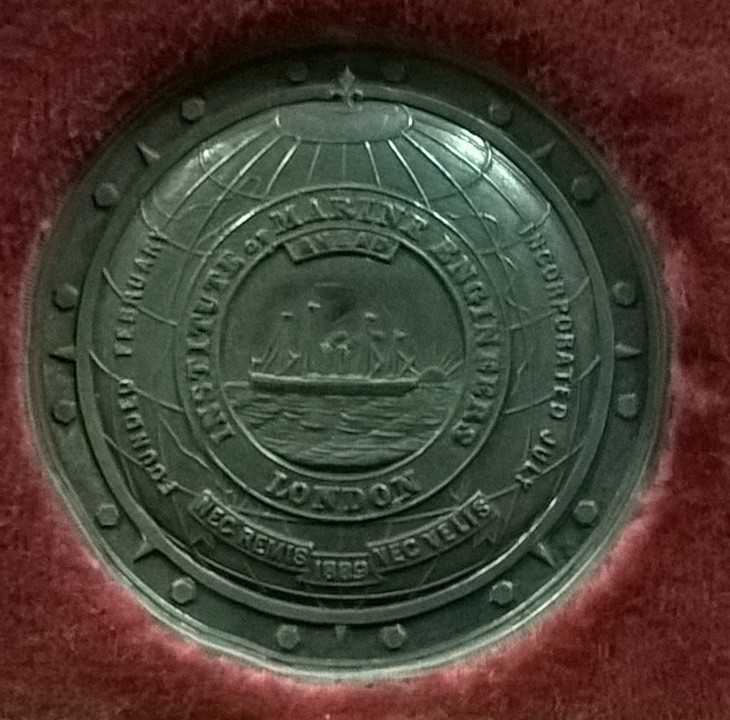 INSTITUTE OF MARINE ENGINEERS
LONDON
FOUNDED FEBRUARY
INCORPORATED JULY
NEC REMIS
1889
NEC VELIS